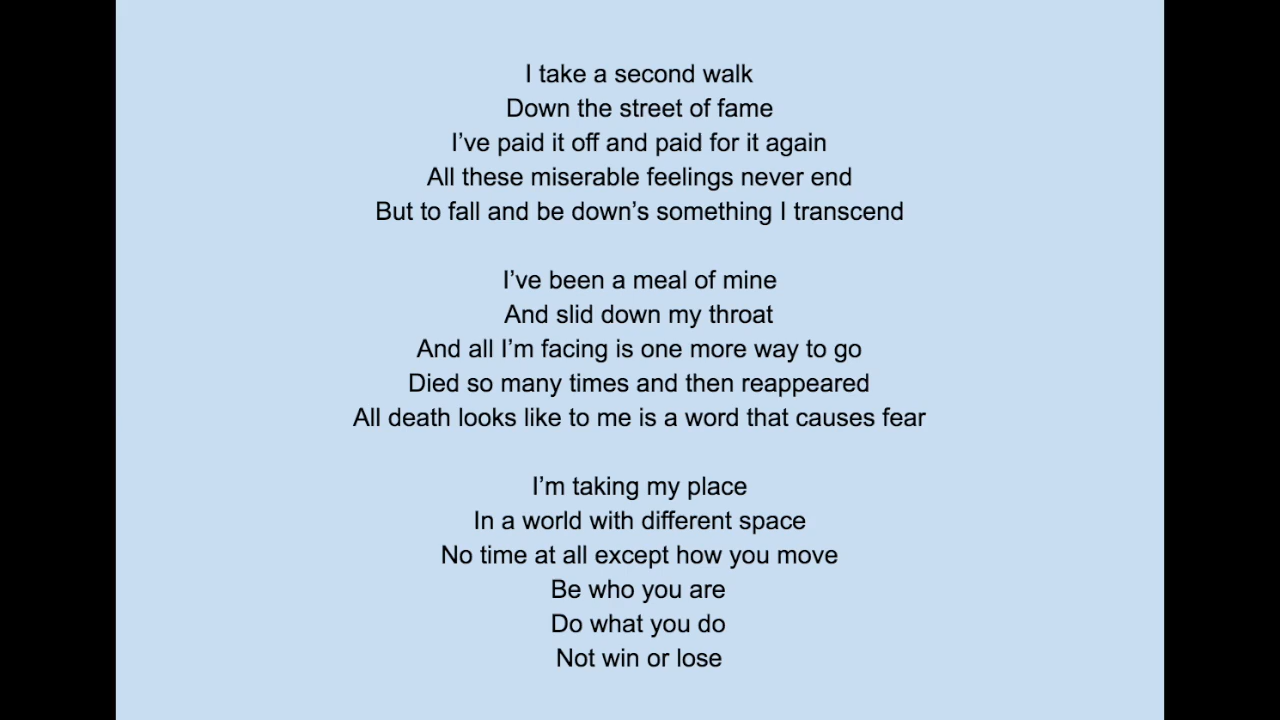 I take a second walk
Down the street of fame
I’ve paid it off and paid for it again
All these miserable feelings never end
But to fall and be down’s something I transcend
I’ve been a meal of mine
And slid down my throat
And all I’m facing is one more way to go
Died so many times and then reappeared
All death looks like to me is a word that causes fear
I’m taking my place
In a world with different space
No time at all except how you move
Be who you are
Do what you do
Not win or lose